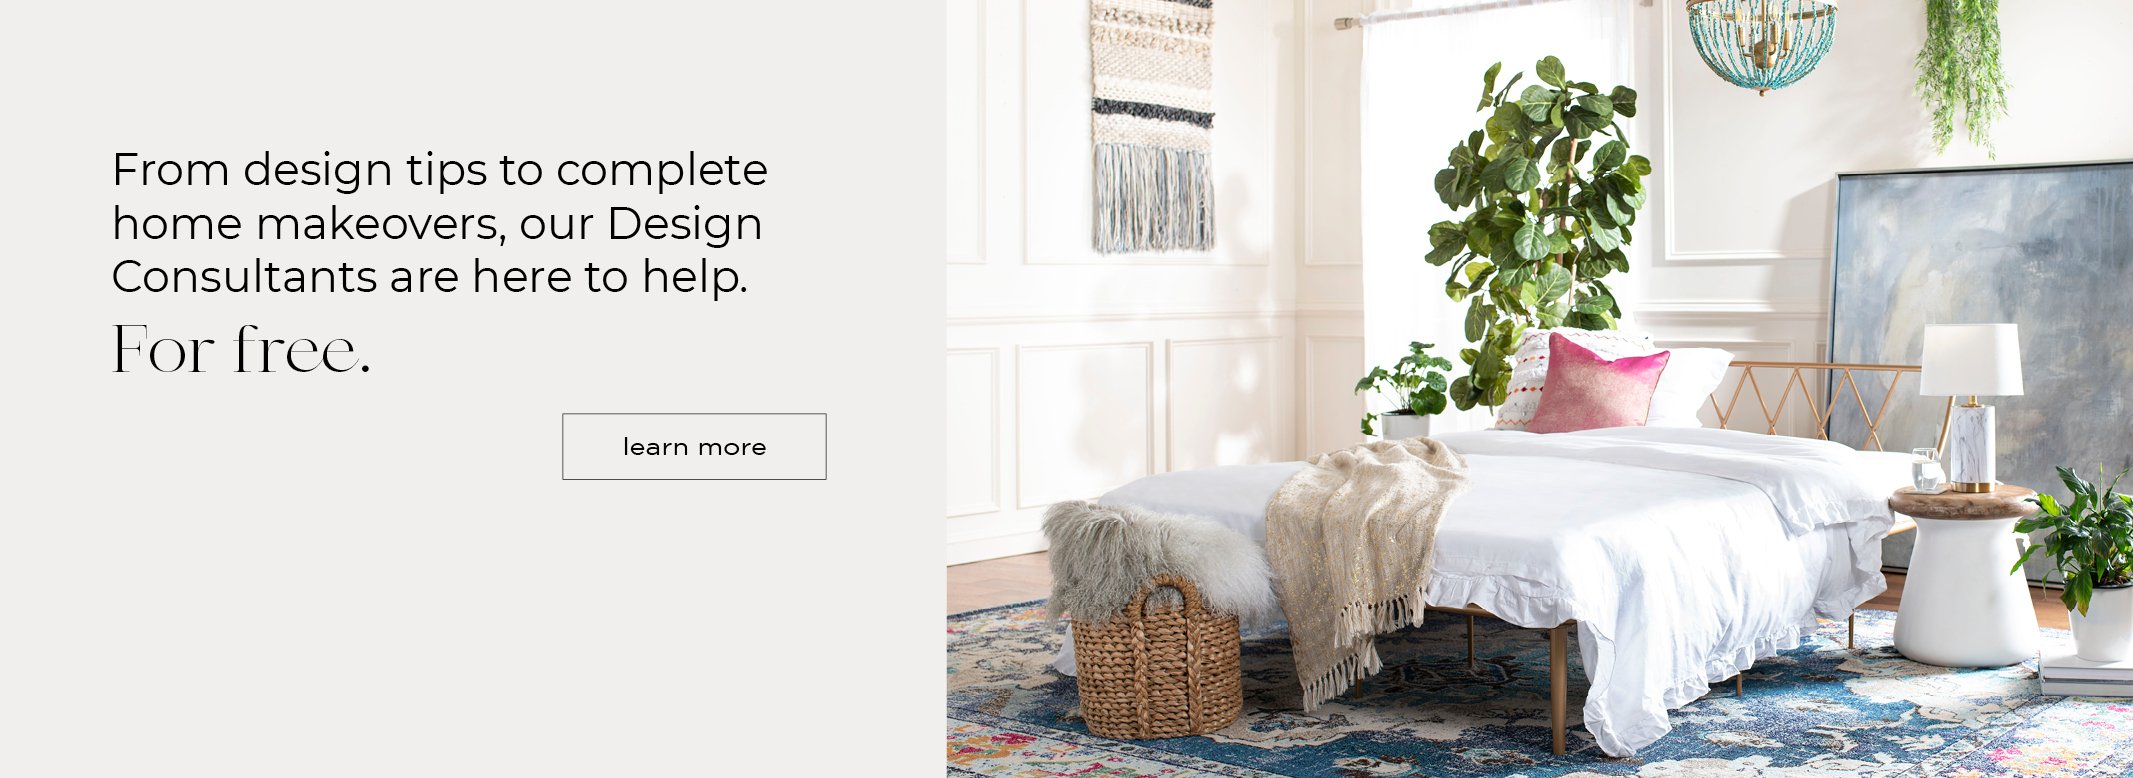 From design tips to complete
home makeovers, our Design
Consultants are here to help.
For free.
learn more